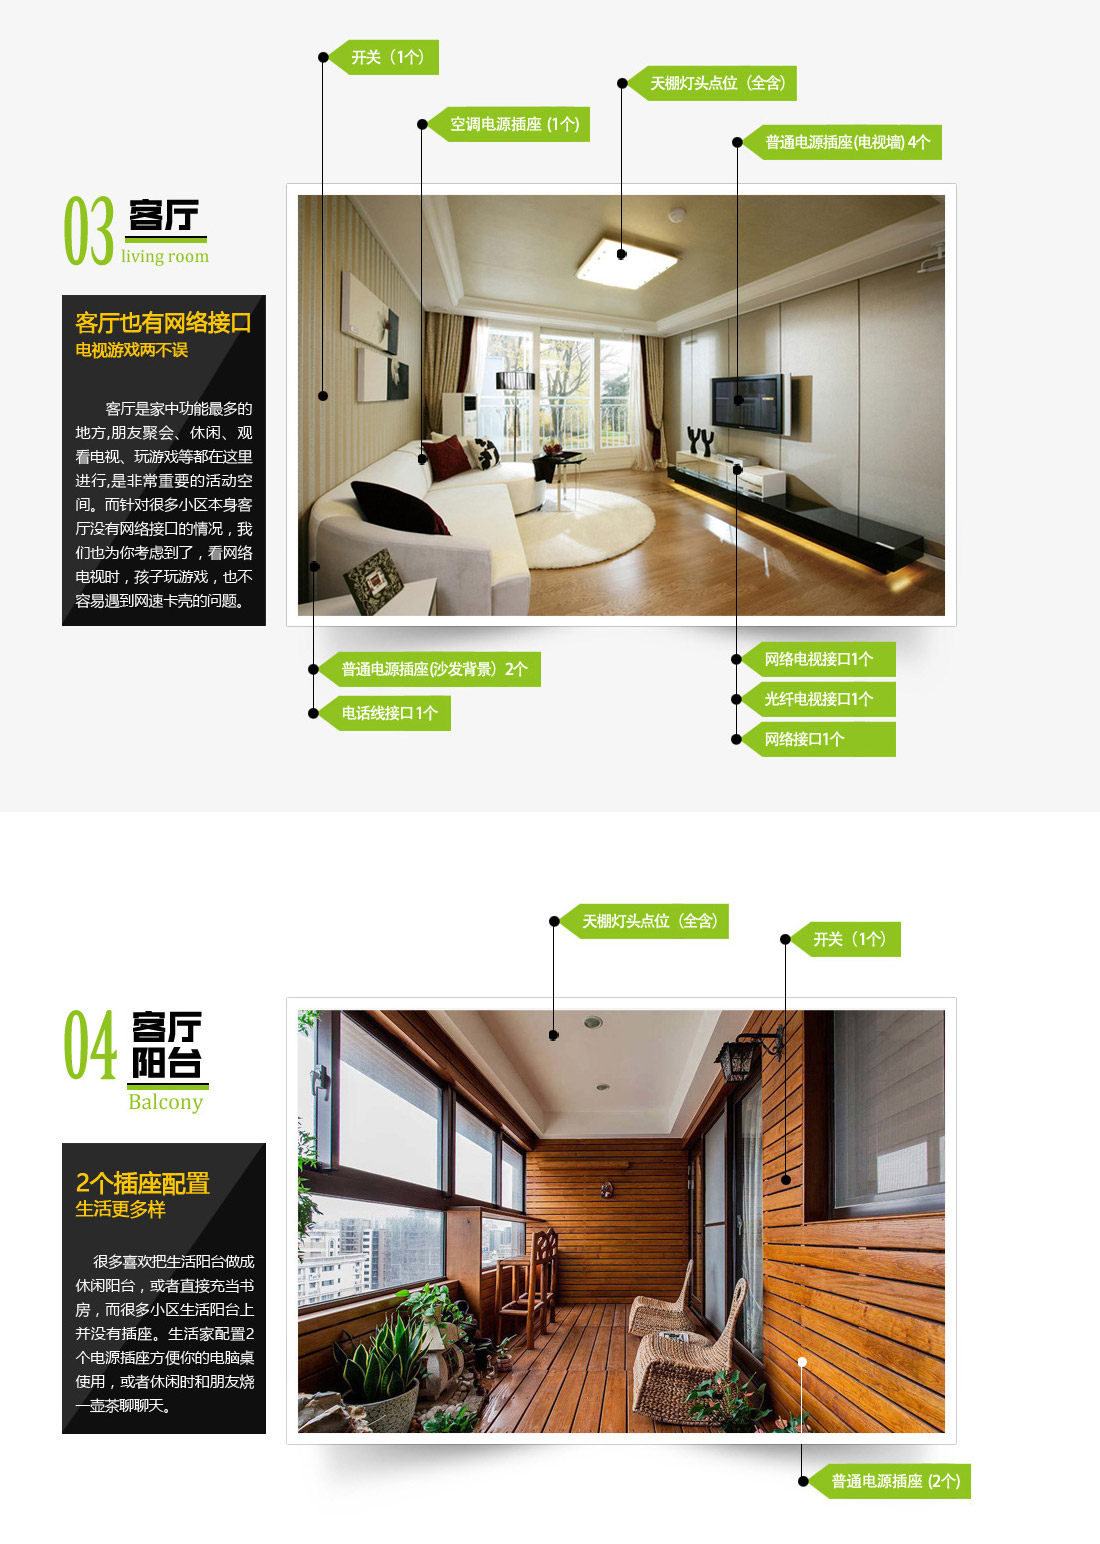 开关（1个）
天棚灯头点位（全含）
空调电源插座 (1个)
普通电源插座(电视墙) 4个
03 客厅
living room
客厅也有网络接口
电视游戏两不误
客厅是家中功能最多的
地方,朋友聚会、休闲、观
看电视、玩游戏等都在这里
进行,是非常重要的活动空
间。而针对很多小区本身客
厅没有网络接口的情况，我
们也为你考虑到了，看网络
电视时，孩子玩游戏，也不
容易遇到网速卡壳的问题。
普通电源插座(沙发背景）2个
电话线接口1个
网络电视接口1个
光纤电视接口1个
网络接口1个
天棚灯头点位（全含）
开关（1个）
04 客厅
阳台
Balcony
2个插座配置
生活更多样
很多喜欢把生活阳台做成
休闲阳台，或者直接充当书
房，而很多小区生活阳台上
并没有插座。生活家配置2
个电源插座方便你的电脑桌
使用，或者休闲时和朋友烧
一壶茶聊聊天。
普通电源插座 (2个)